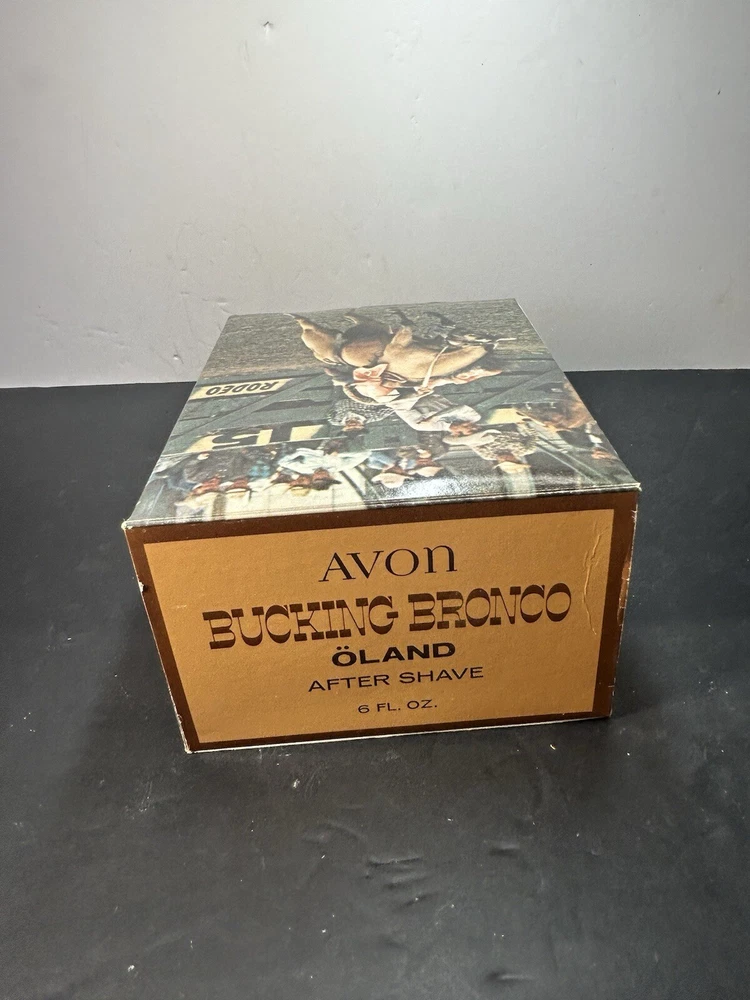 RODEO
AVON
BUCKING BRONCO
ÖLAND
AFTER SHAVE
6 FL. OZ.